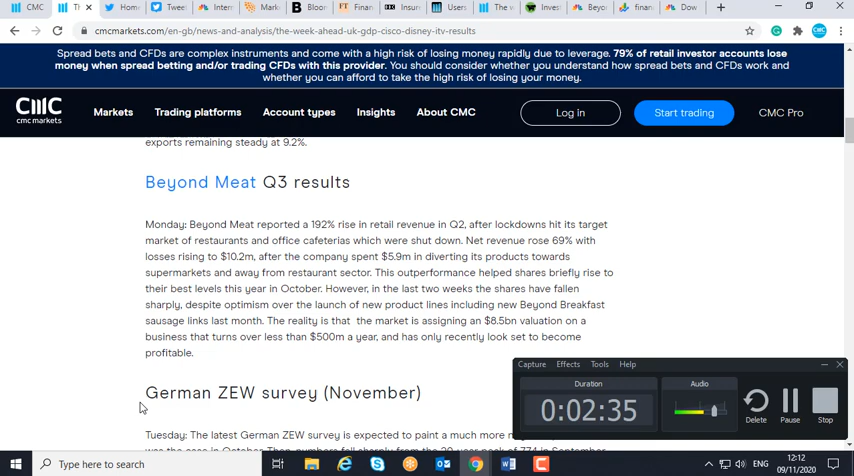 CMC
Th
Home
Tweet
Intern
Mark
Bloon
Finan
Insur
Users
The w
Invest
Beyo
finan
Dow
cmcmarkets.com/en-gb/news-and-analysis/the-week-ahead-uk-gdp-cisco-disney-itv-results
Spread bets and CFDs are complex instruments and come with a high risk of losing money rapidly due to leverage. 79% of retail investor accounts lose
money when spread betting and/or trading CFDs with this provider. You should consider whether you understand how spread bets and CFDs work and
whether you can afford to take the high risk of losing your money.
cmc markets
Markets Trading platforms Account types Insights About CMC Log in Start trading CMC Pro
exports remaining steady at 9.2%.
Beyond Meat Q3 results
Monday: Beyond Meat reported a 192% rise in retail revenue in Q2, after lockdowns hit its target
market of restaurants and office cafeterias which were shut down. Net revenue rose 69% with
losses rising to $10.2m, after the company spent $5.9m in diverting its products towards
supermarkets and away from restaurant sector. This outperformance helped shares briefly rise to
their best levels this year in October. However, in the last two weeks the shares have fallen
sharply, despite optimism over the launch of new product lines including new Beyond Breakfast
sausage links last month. The reality is that the market is assigning an $8.5bn valuation on a
business that turns over less than $500m a year, and has only recently look set to become
profitable.
German ZEW survey (November)
Tuesday: The latest German ZEW survey is expected to paint a much more
Capture Effects Tools Help
Duration
0:02:35
Audio
Delete
Pause
Stop
Type here to search
ENG
12:12
09/11/2020